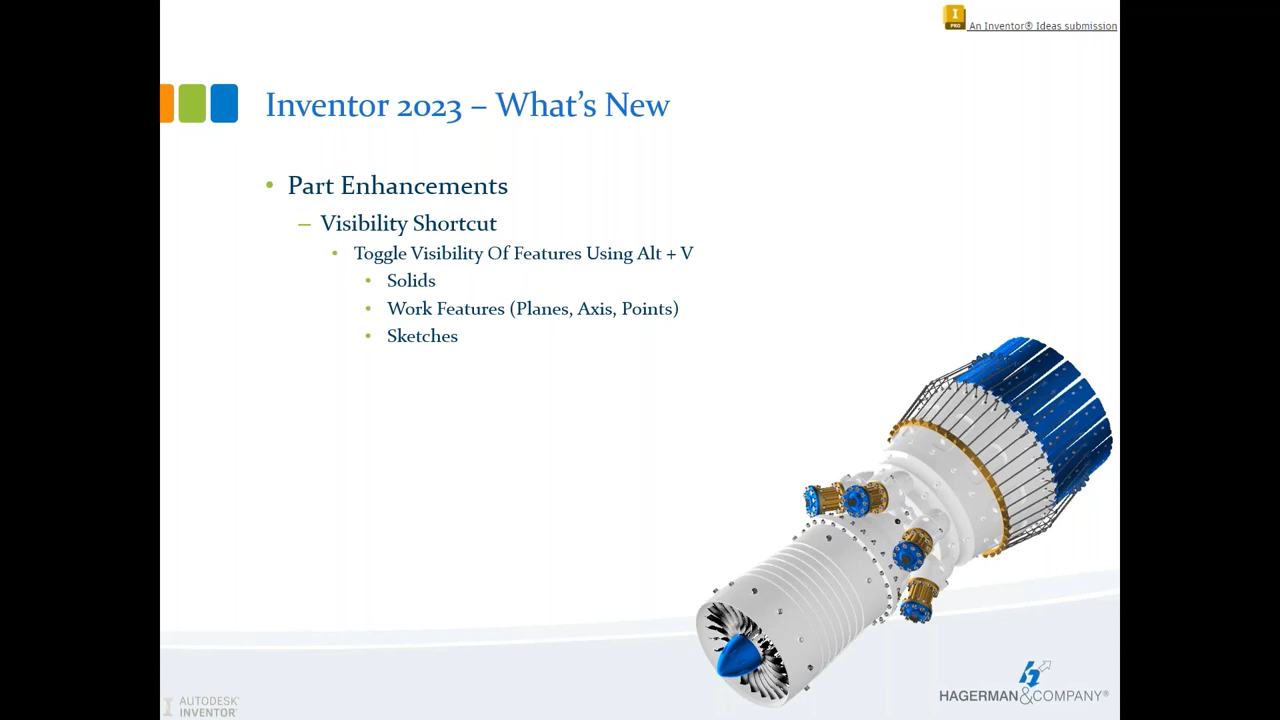 I
PRO
An Inventor® Ideas submission
Inventor 2023 – What's New
• Part Enhancements
– Visibility Shortcut
• Toggle Visibility Of Features Using Alt + V
• Solids
• Work Features (Planes, Axis, Points)
• Sketches
HAGERMAN&COMPANY®
I AUTODESK®
INVENTOR®